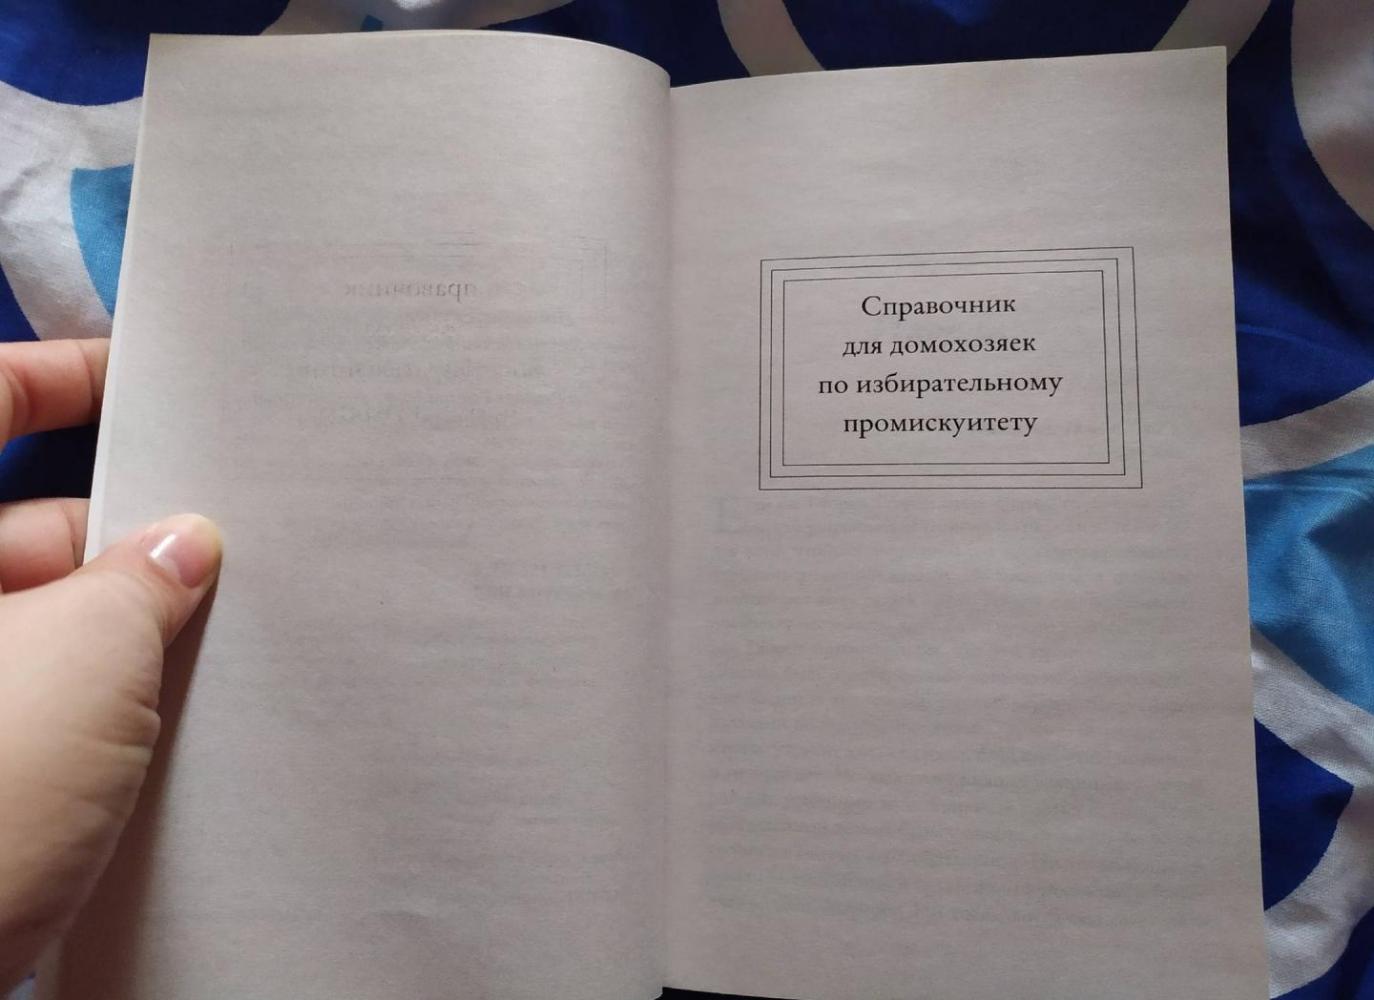 Справочник
для домохозяек
по избирательному
промискуитету